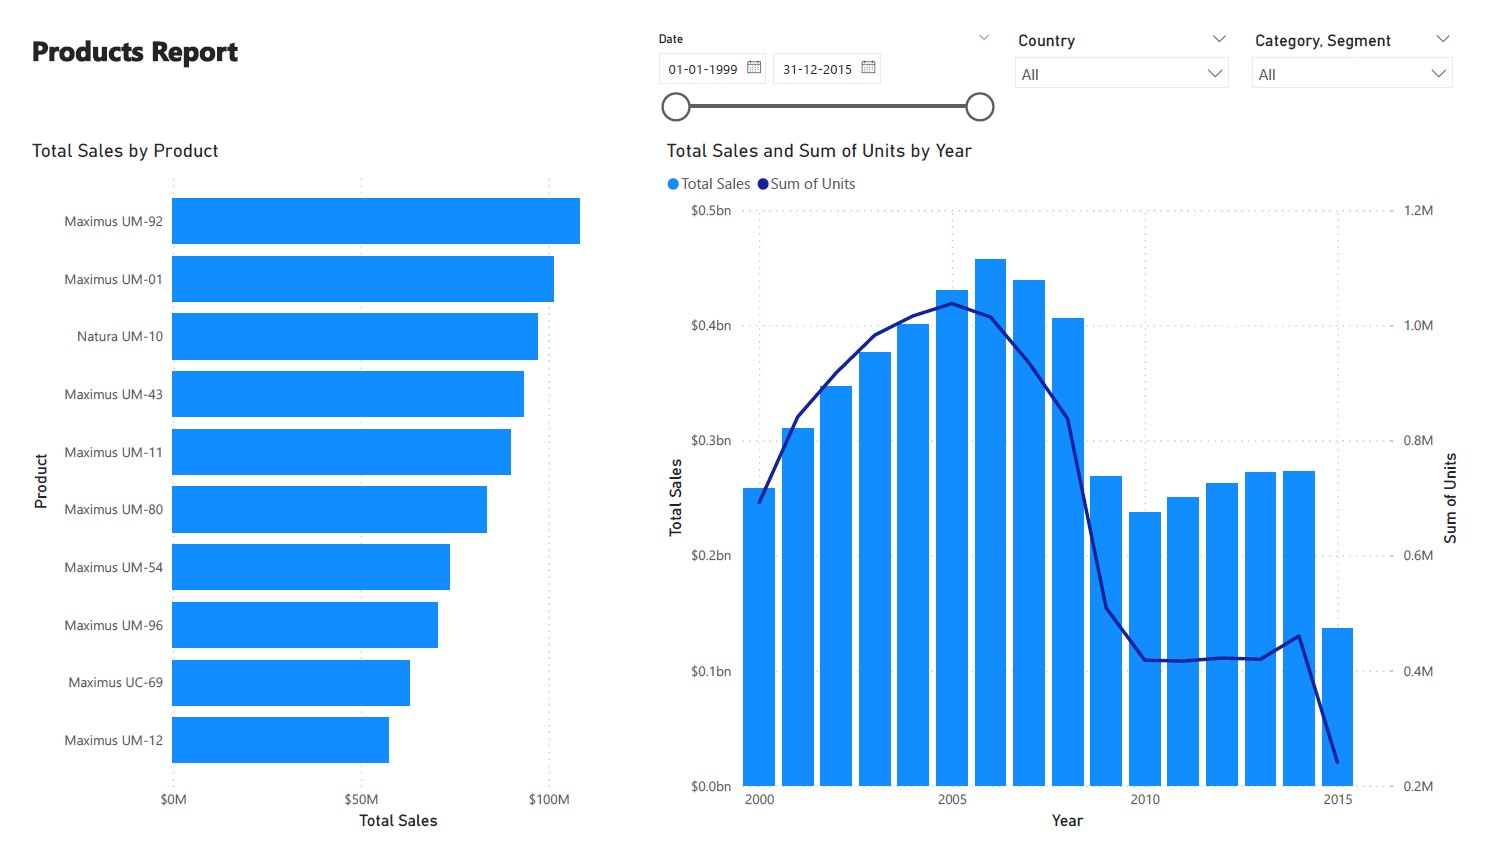 Products Report
Date
01-01-1999 31-12-2015
Country
All
Category, Segment
All
Total Sales by Product
Product
Maximus UM-92
Maximus UM-01
Natura UM-10
Maximus UM-43
Maximus UM-11
Maximus UM-80
Maximus UM-54
Maximus UM-96
Maximus UC-69
Maximus UM-12
$0M $50M $100M
Total Sales
Total Sales and Sum of Units by Year
Total Sales Sum of Units
Total Sales
$0.5bn
$0.4bn
$0.3bn
$0.2bn
$0.1bn
$0.0bn
1.2M
1.0M
0.8M
0.6M
0.4M
0.2M
Sum of Units
2000 2005 2010 2015
Year